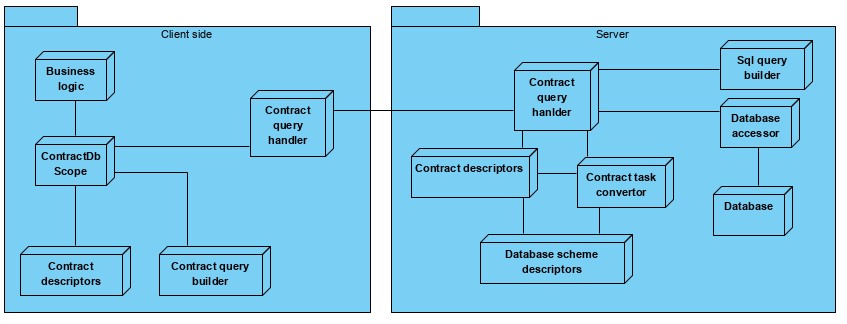 Client side
Business
logic
ContractDb
Scope
Contract
query
handler
Contract
descriptors
Contract query
builder
Server
Contract
query
hanlder
Sql query
builder
Database
accessor
Database
Contract descriptors
Contract task
convertor
Database scheme
descriptors